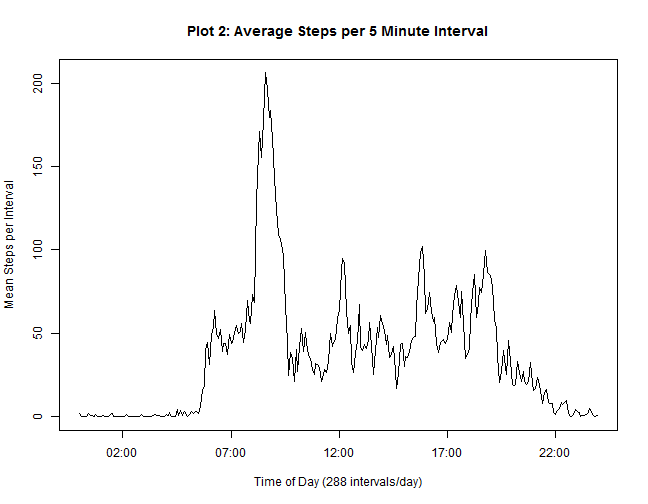 Plot 2: Average Steps per 5 Minute Interval
Mean Steps per Interval
200
150
100
50
0
02:00 07:00 12:00 17:00 22:00
Time of Day (288 intervals/day)